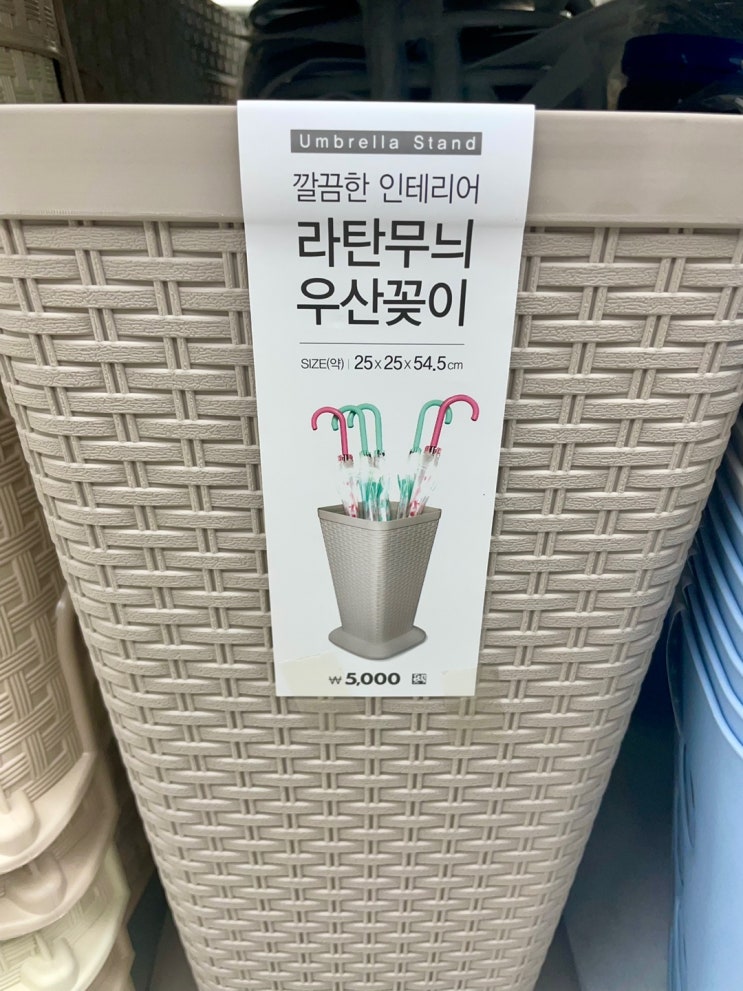 Umbrella Stand
깔끔한 인테리어
라탄무늬
우산꽂이
SIZE(약) | 25x25x54.5cm
₩5,000